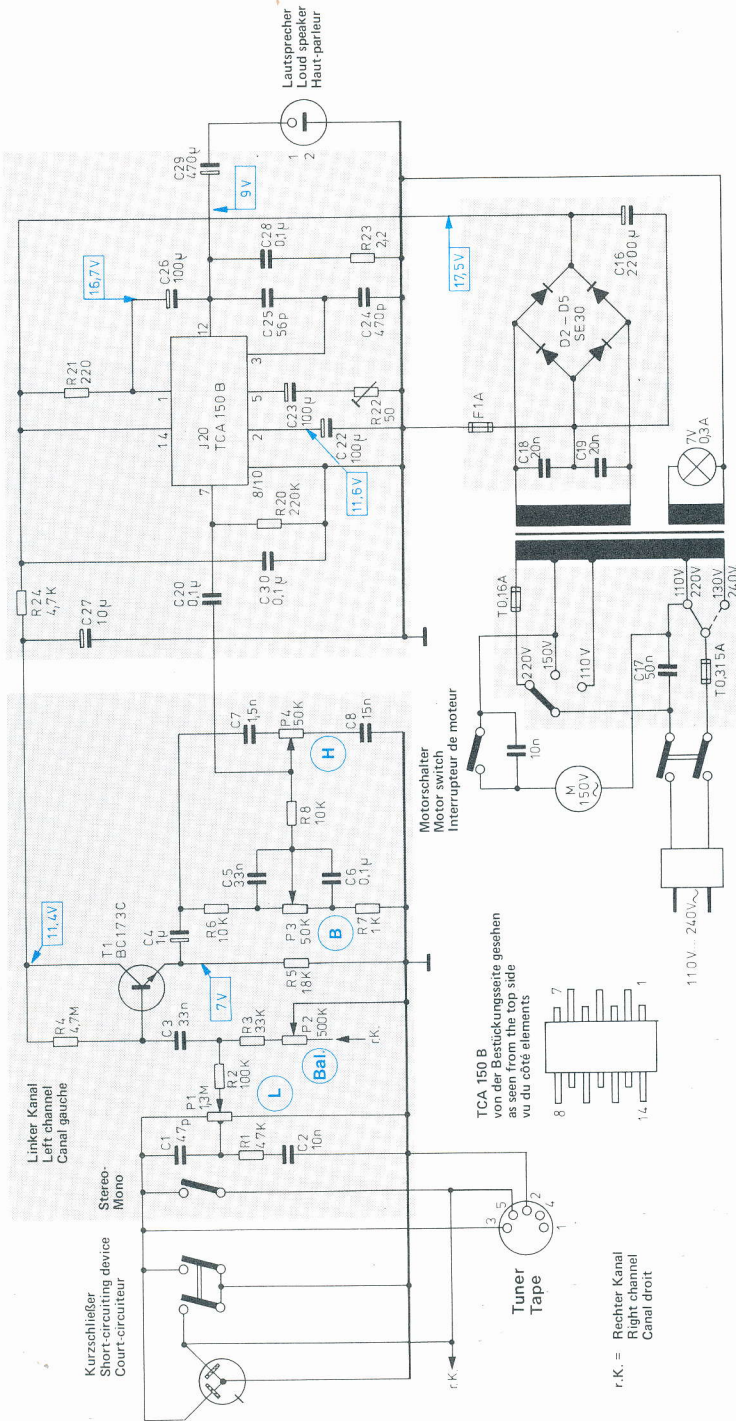 Kurzschließer
Short-circuiting device
Court-circuiteur
Stereo-
Mono
Linker Kanal
Left channel
Canal gauche
r.K.
Tuner
Tape
3
5
2
4
1
r.K. = Rechter Kanal
Right channel
Canal droit
C1
47p
R1
47K
C2
10n
P1
1,3M
R2
100K
L
C3
33n
R3
33K
P2
500K
Bal.
r.K.
R4
4,7M
11,4V
T1
BC173C
C4
1µ
7V
R5
18K
R6
10K
P3
50K
B
R7
1K
C5
33n
C6
0,1µ
R8
10K
C7
1,5n
P4
50K
H
C8
15n
R24
4,7K
C27
10µ
C20
0,1µ
C30
0,1µ
R20
220K
7
8/10
14
1
J20
TCA 150 B
2
5
3
12
11,6V
C22
100µ
C23
100µ
R22
50
R21
220
16,7V
C26
100µ
C25
56p
C24
470p
C28
0,1µ
R23
2,2
9V
C29
470µ
1
2
Lautsprecher
Loud speaker
Haut-parleur
17,5V
C16
2200µ
D2 – D5
SE30
F1A
C18
20n
C19
20n
7V
0,3A
T0,16A
220V
150V
110V
110V
220V
130V
240V
C17
50n
T0,315A
10n
M
150V
~
Motorschalter
Motor switch
Interrupteur de moteur
110V... 240V~
TCA 150 B
von der Bestückungsseite gesehen
as seen from the top side
vu du côté elements
8
7
14
1